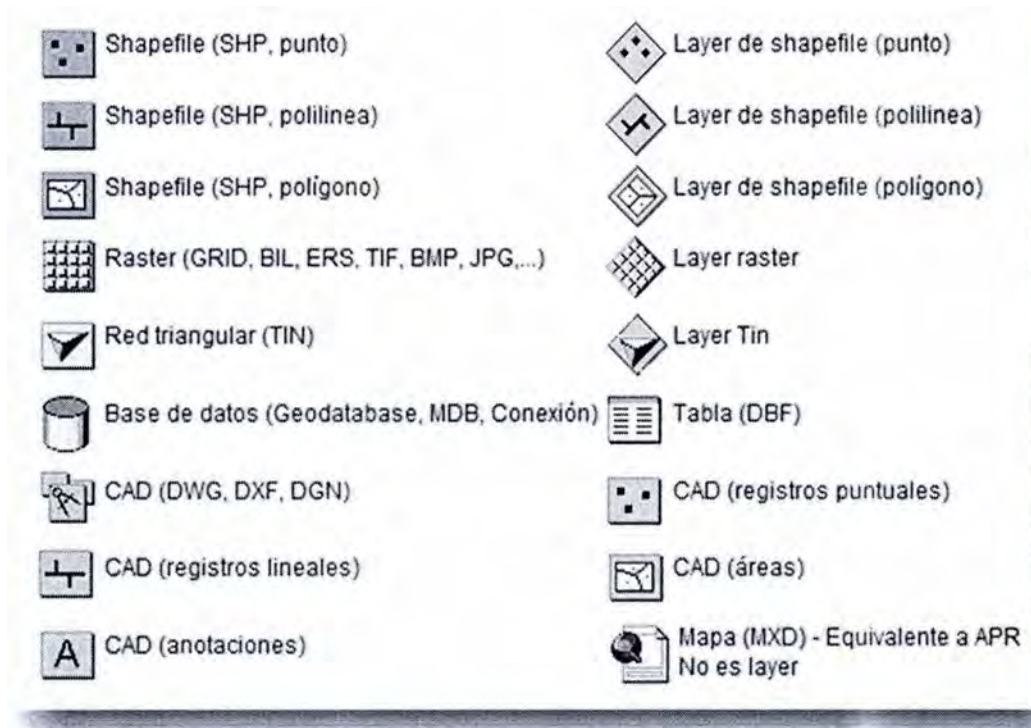 Shapefile (SHP, punto)
Layer de shapefile (punto)
Shapefile (SHP, polilinea)
Layer de shapefile (polilinea)
Shapefile (SHP, polígono)
Layer de shapefile (polígono)
Raster (GRID, BIL, ERS, TIF, BMP, JPG,...)
Layer raster
Red triangular (TIN)
Layer Tin
Base de datos (Geodatabase, MDB, Conexión)
Tabla (DBF)
CAD (DWG, DXF, DGN)
CAD (registros puntuales)
CAD (registros lineales)
CAD (áreas)
A
CAD (anotaciones)
Mapa (MXD) - Equivalente a APR
No es layer